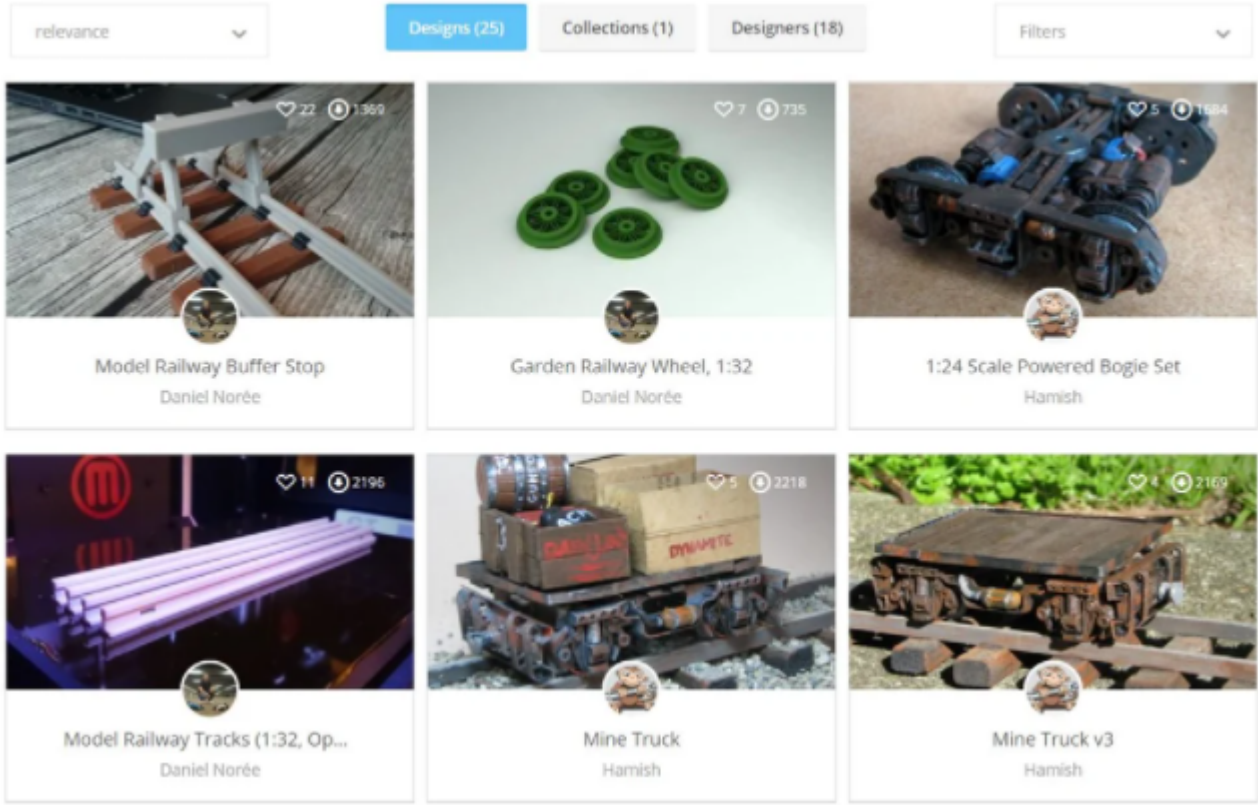 relevance
Designs (25)
Collections (1)
Designers (18)
Filters
22 1369
7 735
5 1684
Model Railway Buffer Stop
Daniel Norée
Garden Railway Wheel, 1:32
Daniel Norée
1:24 Scale Powered Bogie Set
Hamish
11 2196
5 2218
DYNAMITE
4 2169
Model Railway Tracks (1:32, Op...
Daniel Norée
Mine Truck
Hamish
Mine Truck v3
Hamish